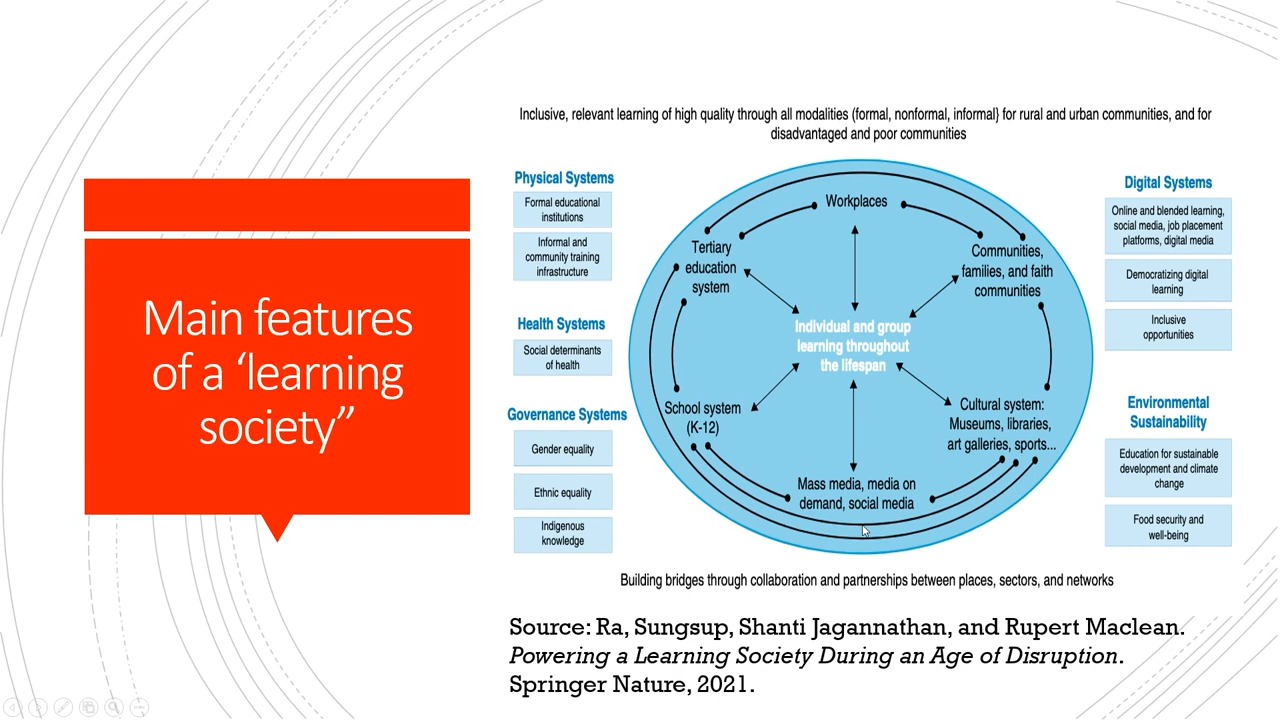 Main features
of a ‘learning
society”
Inclusive, relevant learning of high quality through all modalities (formal, nonformal, informal} for rural and urban communities, and for
disadvantaged and poor communities
Physical Systems
Formal educational
institutions
Informal and
community training
infrastructure
Health Systems
Social determinants
of health
Governance Systems
Gender equality
Ethnic equality
Indigenous
knowledge
Workplaces
Tertiary
education
system
Communities,
families, and faith
communities
Individual and group
learning throughout
the lifespan
School system
(K-12)
Cultural system:
Museums, libraries,
art galleries, sports...
Mass media, media on
demand, social media
Digital Systems
Online and blended learning,
social media, job placement
platforms, digital media
Democratizing digital
learning
Inclusive
opportunities
Environmental
Sustainability
Education for sustainable
development and climate
change
Food security and
well-being
Building bridges through collaboration and partnerships between places, sectors, and networks
Source: Ra, Sungsup, Shanti Jagannathan, and Rupert Maclean.
Powering a Learning Society During an Age of Disruption.
Springer Nature, 2021.